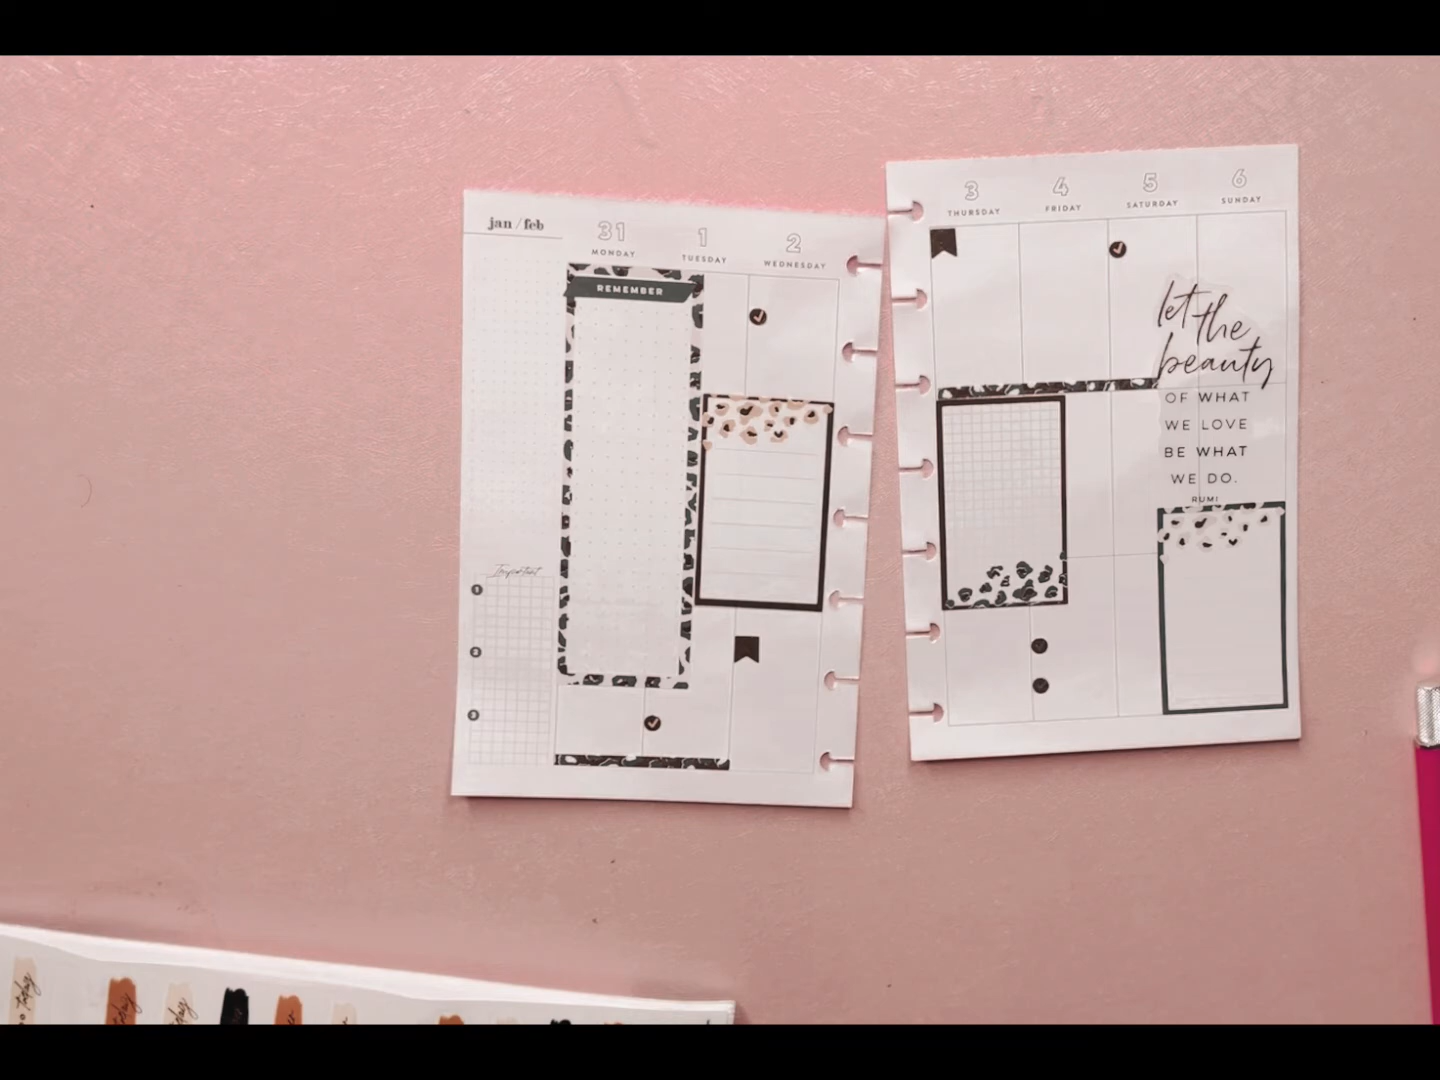 jan/feb
31
MONDAY
1
TUESDAY
2
WEDNESDAY
REMEMBER
Important
1
2
3
3
THURSDAY
4
FRIDAY
5
SATURDAY
6
SUNDAY
let the
beauty
OF WHAT
WE LOVE
BE WHAT
WE DO.
RUMI